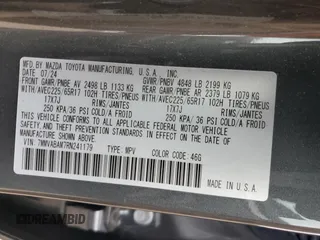 MFD. BY MAZDA TOYOTA MANUFACTURING, U.S.A., INC.
DATE 07/24 GVWR/ PNBV 4848 LB 2199 KG
FRONT GAWR/PNBE AV 2498 LB 1133 KG REAR GAWR/PNBE AR 2379 LB 1079 KG
WITH/AVEC225/65R17 102H TIRES/PNEUS WITH/AVEC225/65R17 102H TIRES/PNEUS
17X7J RIMS/JANTES 17X7J RIMS/JANTES
250 KPA/36 PSI COLD/FROID 250 KPA/36 PSI COLD/FROID
THIS VEHICLE CONFORMS TO ALL APPLICABLE FEDERAL MOTOR VEHICLE
SAFETY AND THEFT PREVENTION STANDARDS IN EFFECT ON THE DATE OF
MANUFACTURE SHOWN ABOVE.
VIN: 7MMVABAM7RN241179 TYPE: MPV
COLOR: 46G
IDREAMBID